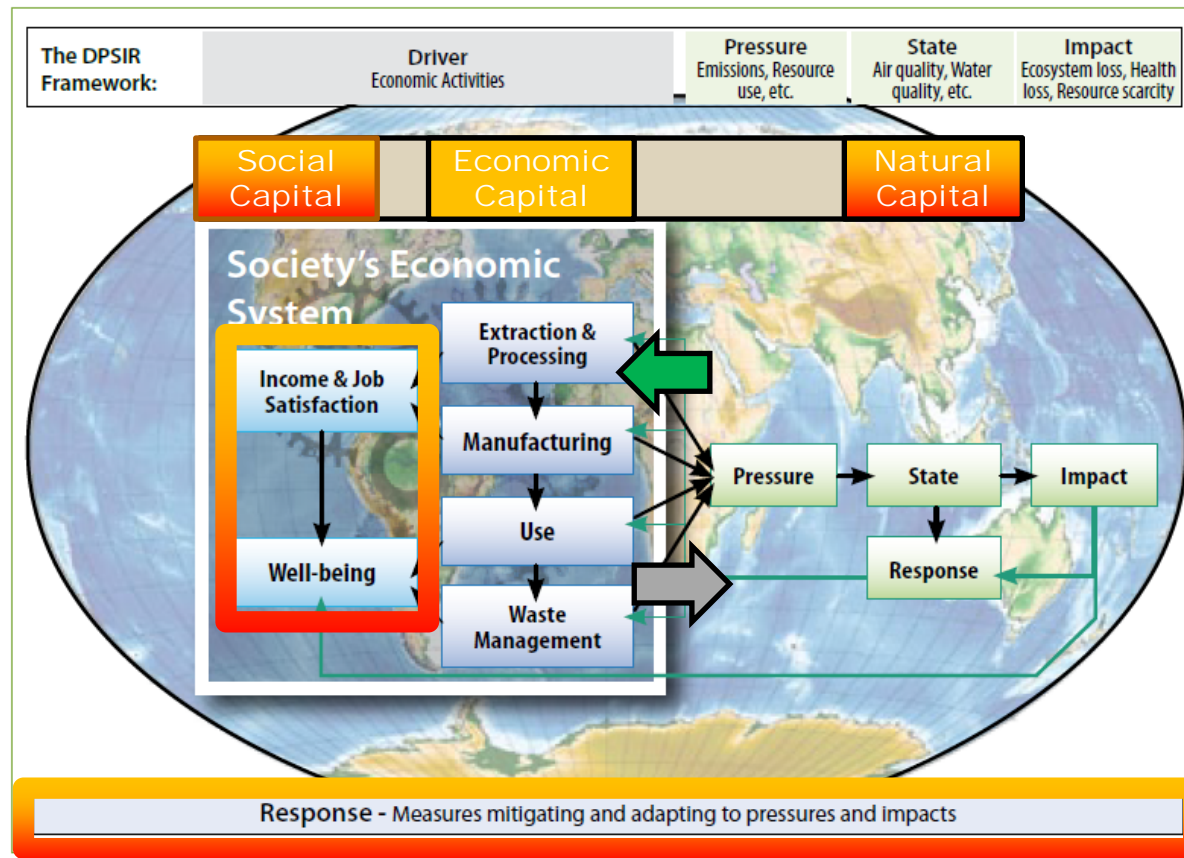 The DPSIR
Framework:
Driver
Economic Activities
Pressure
Emissions, Resource
use, etc.
State
Air quality, Water
quality, etc.
Impact
Ecosystem loss, Health
loss, Resource scarcity
Social
Capital
Economic
Capital
Natural
Capital
Society's Economic
System
Extraction &
Processing
Income & Job
Satisfaction
Manufacturing
Pressure
State
Impact
Use
Well-being
Response
Waste
Management
Response - Measures mitigating and adapting to pressures and impacts